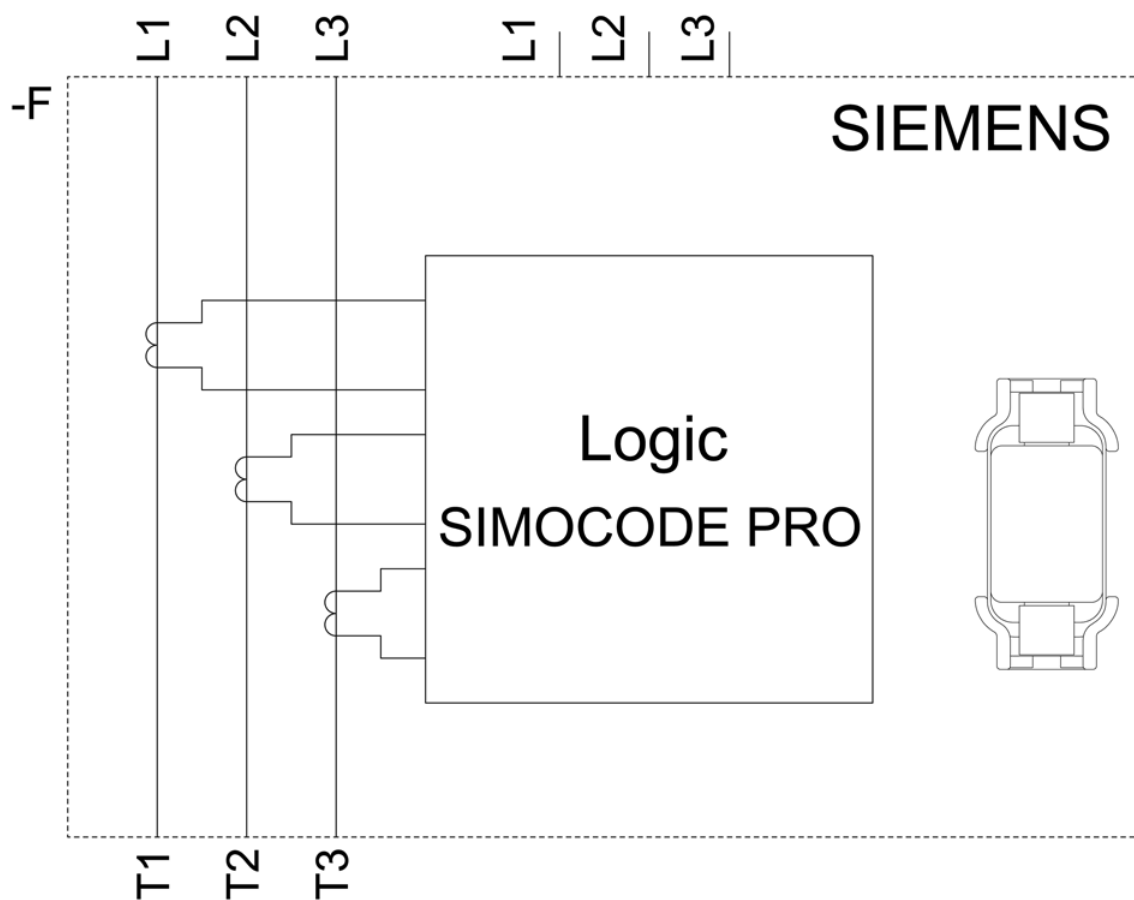 L1 L2 L3 L1 L2 L3
-F
SIEMENS
Logic
SIMOCODE PRO
T1 T2 T3